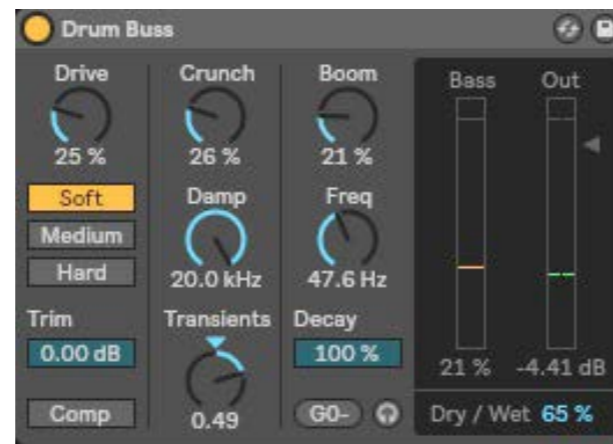 Drum Buss
Drive Crunch Boom Bass Out
25 % 26 % 21 %
Soft Damp Freq
Medium
Hard 20.0 kHz 47.6 Hz
Trim Transients Decay
0.00 dB 100 % 21 % -4.41 dB
Comp 0.49 G0- Dry / Wet 65 %